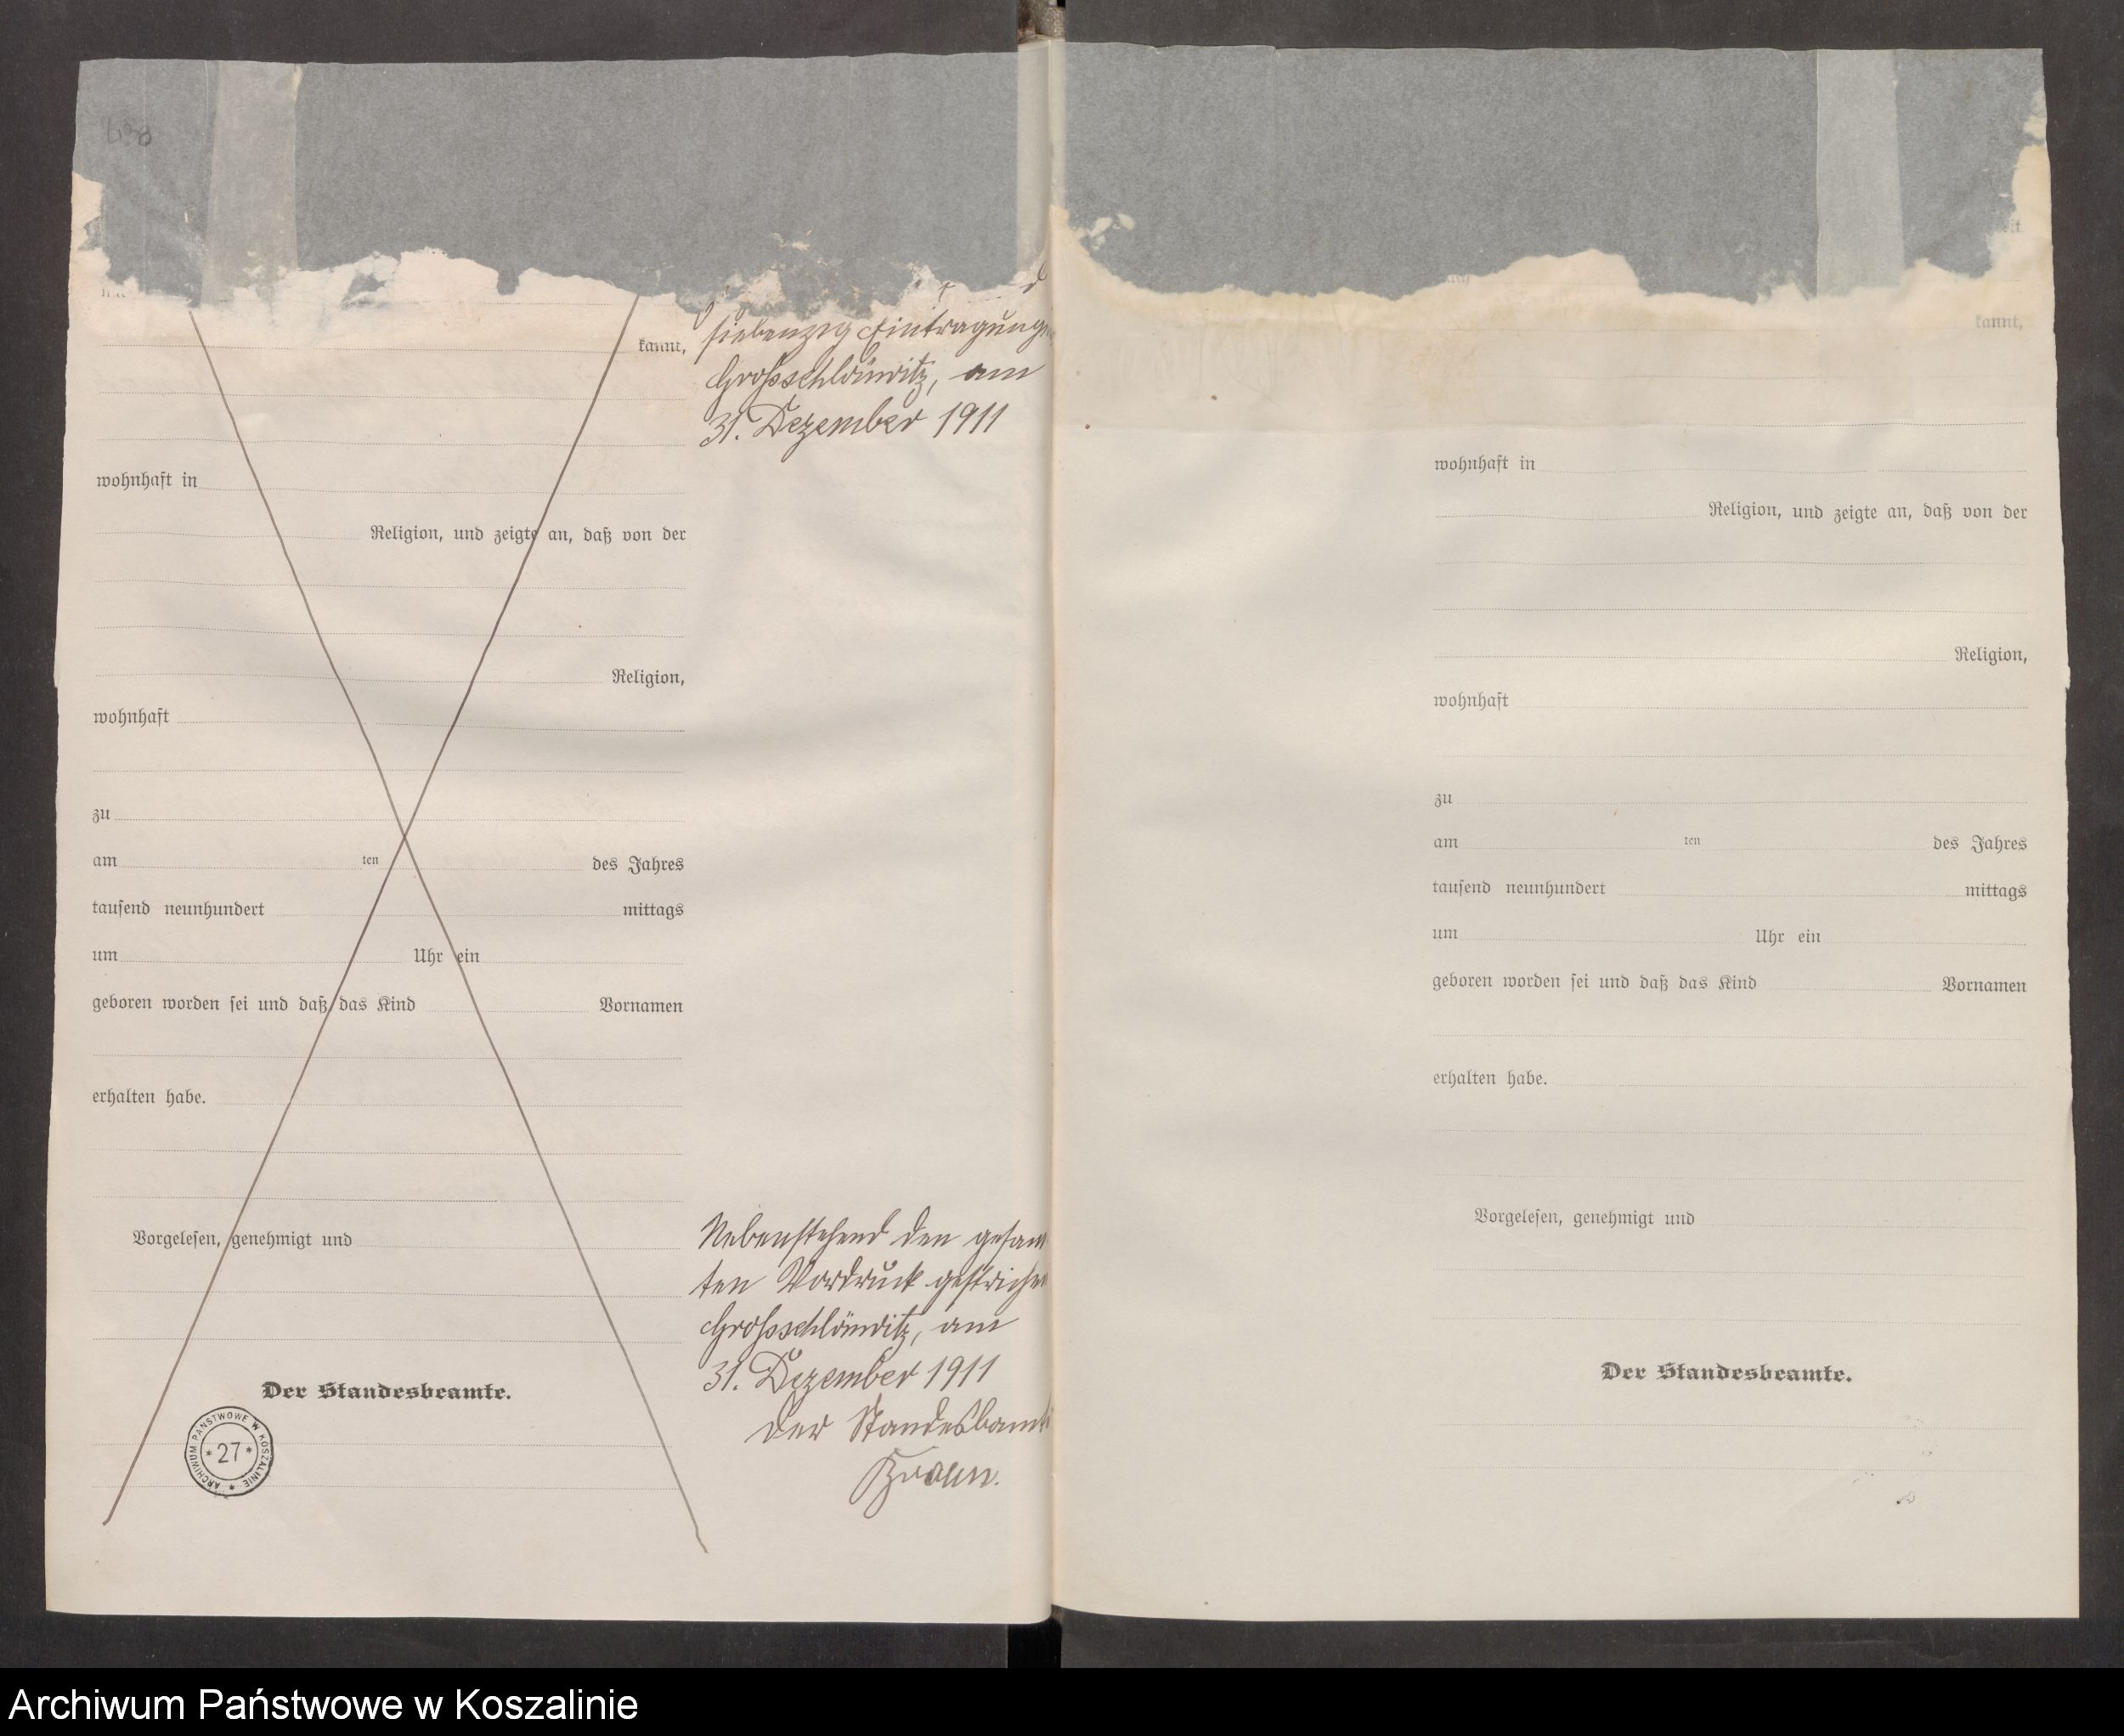 kannt,
wohnhaft in
Religion, und zeigte an, daß von der
Religion,
wohnhaft
zu
am ten des Jahres
tausend neunhundert mittags
um Uhr ein
geboren worden sei und daß das Kind Vornamen
erhalten habe.
Vorgelesen, genehmigt und
Der Standesbeamte.
ARCHIWUM PAŃSTWOWE W KOSZALINIE
* 27 *
siebenzig Eintragung
Großschlönwitz, am
31. Dezember 1911
Nebenstehend den gesam
ten Vordruck gestrichen
Großschlönwitz, am
31. Dezember 1911
Der Standesbeamt
kannt,
wohnhaft in
Religion, und zeigte an, daß von der
Religion,
wohnhaft
zu
am ten des Jahres
tausend neunhundert mittags
um Uhr ein
geboren worden sei und daß das Kind Vornamen
erhalten habe.
Vorgelesen, genehmigt und
Der Standesbeamte.
Archiwum Państwowe w Koszalinie